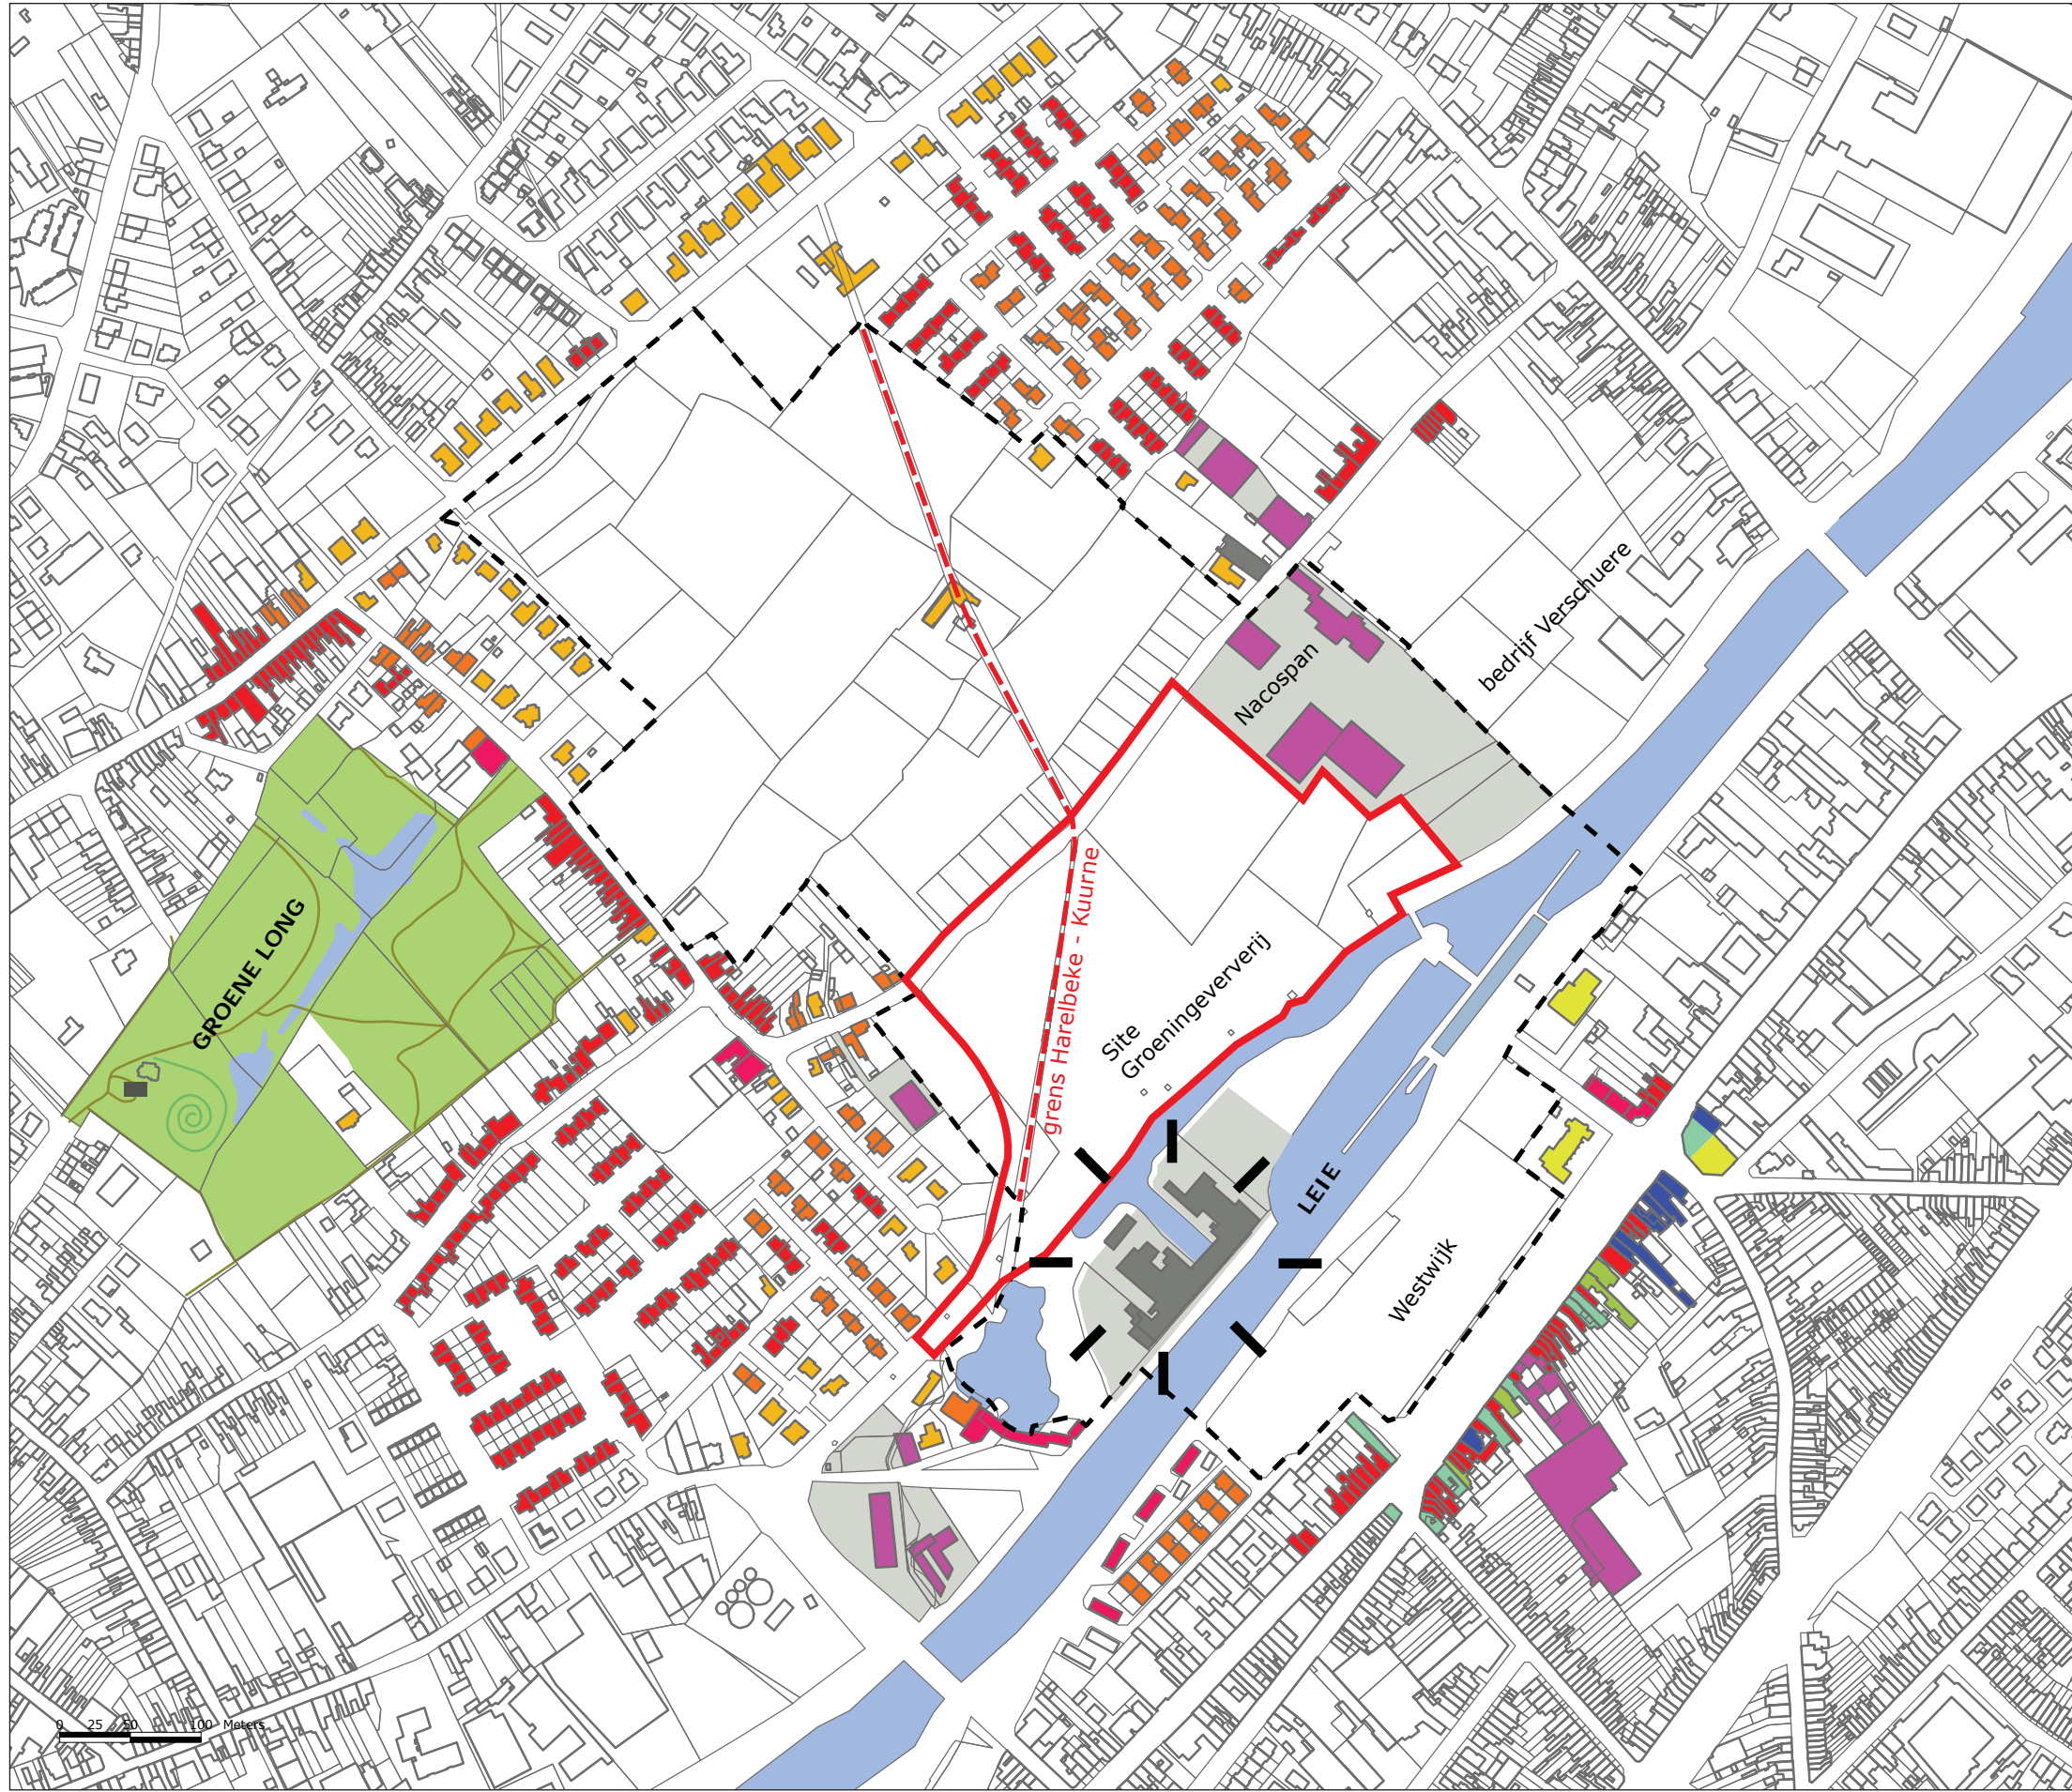 bedrijf Verschuere
Nacospan
GROENE LONG
grens Harelbeke - Kuurne
Site
Groeningeververij
LEIE
Westwijk
0 25 50 100 Meters